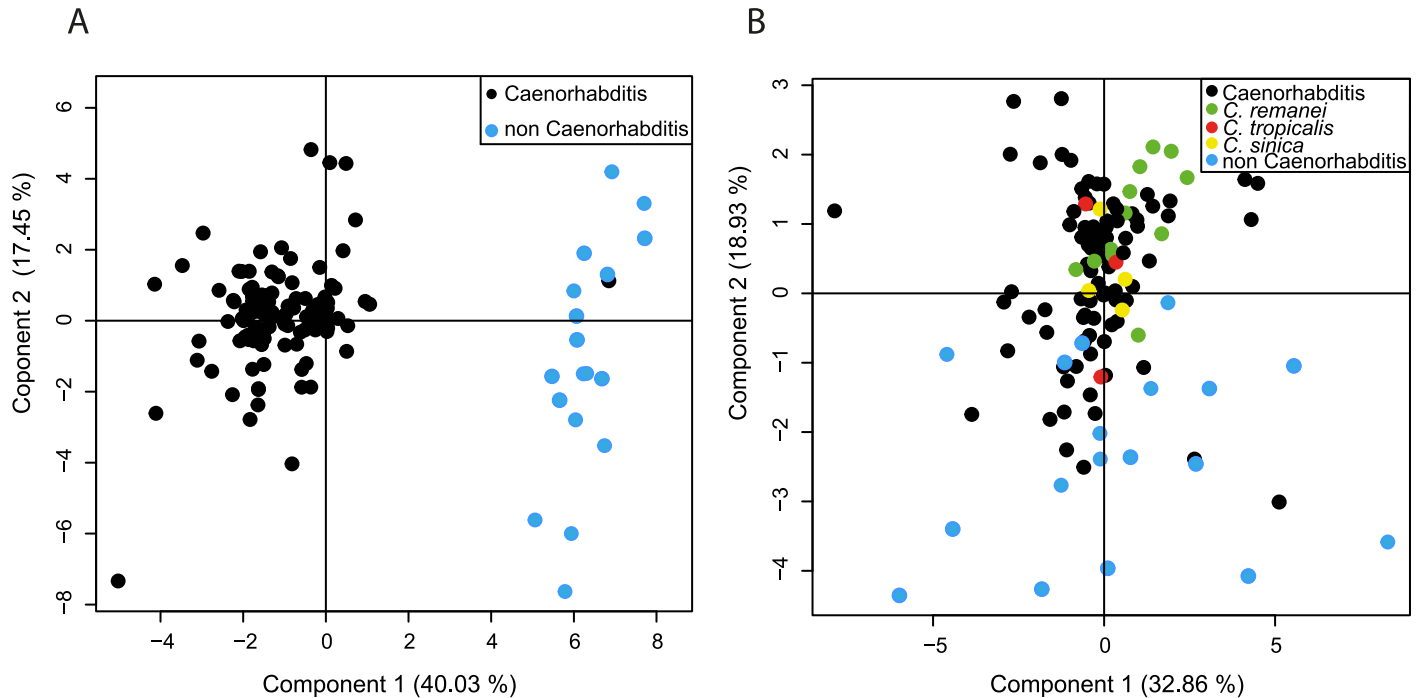 A
Coponent 2 (17.45 %)
6
4
2
0
−2
−4
−6
−8
Caenorhabditis
non Caenorhabditis
−4
−2
0
2
4
6
8
Component 1 (40.03 %)
B
Component 2 (18.93 %)
3
2
1
0
−1
−2
−3
−4
Caenorhabditis
C. remanei
C. tropicalis
C. sinica
non Caenorhabditis
−5
0
5
Component 1 (32.86 %)